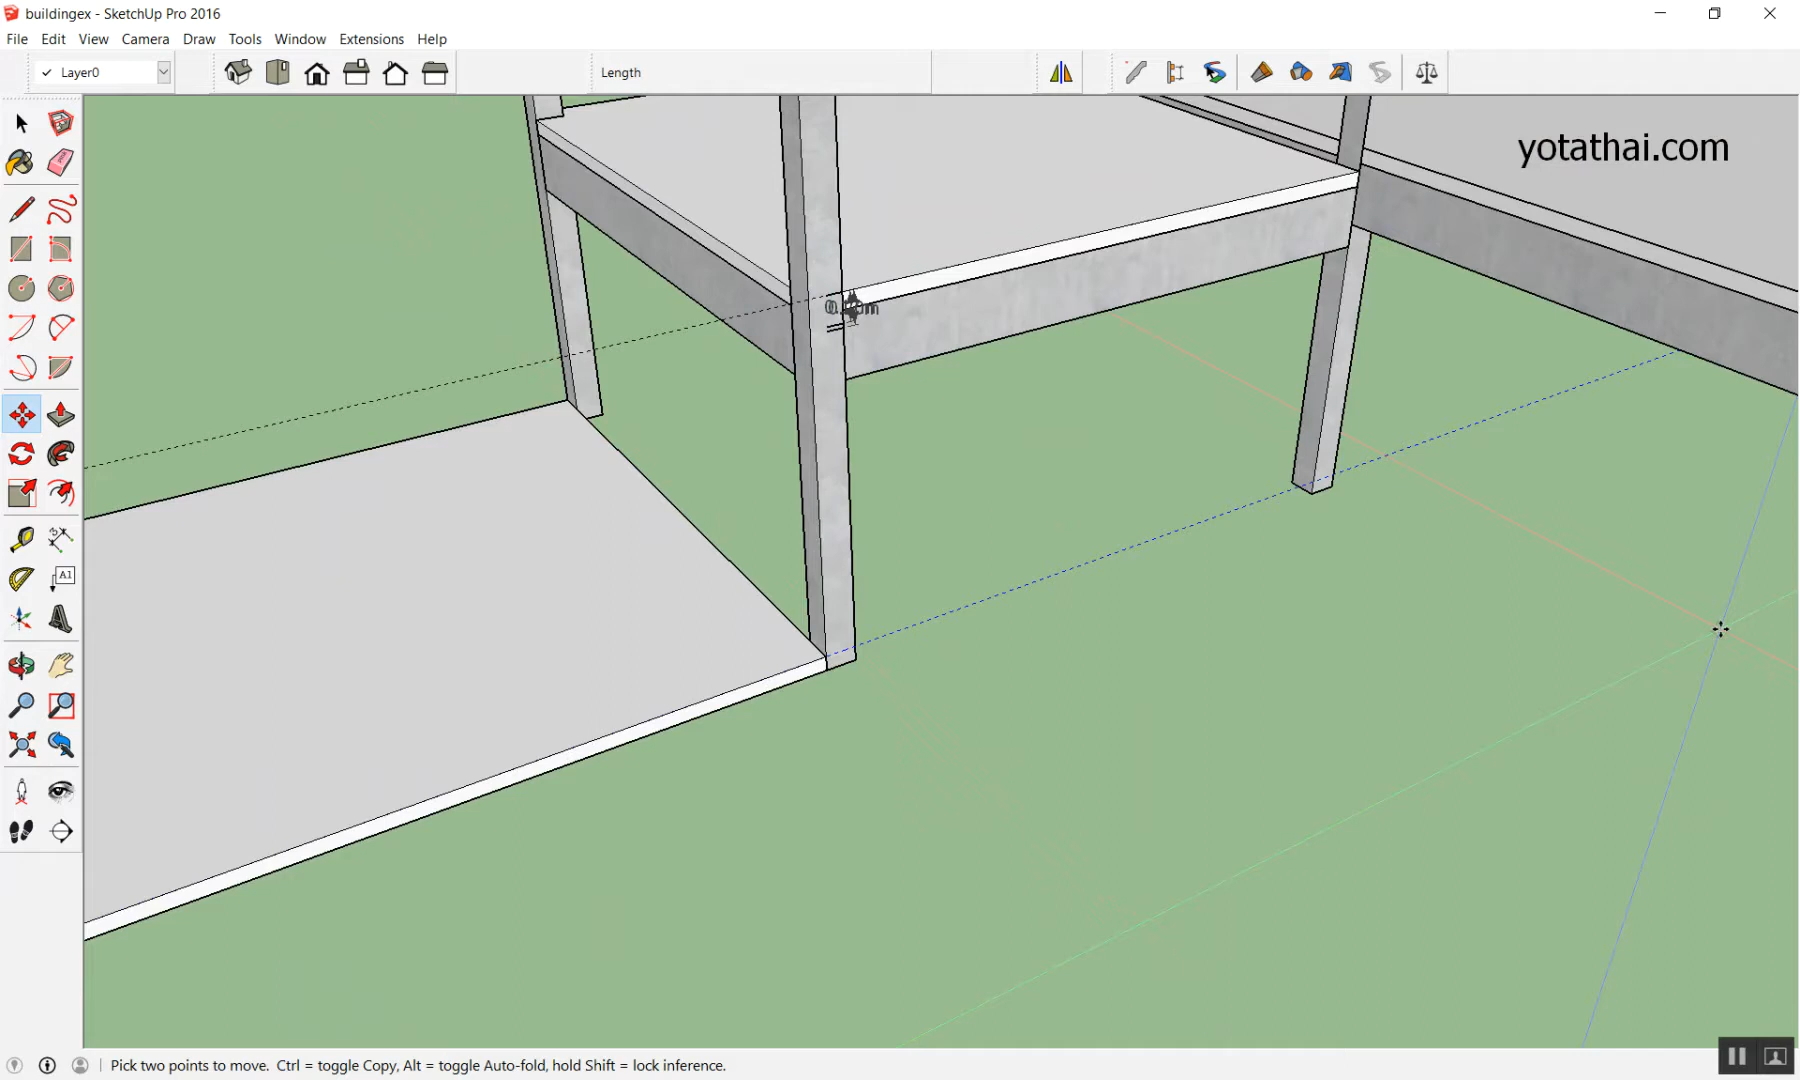 buildingex - SketchUp Pro 2016
File Edit View Camera Draw Tools Window Extensions Help
Layer0
Length
yotathai.com
A1
Pick two points to move. Ctrl = toggle Copy, Alt = toggle Auto-fold, hold Shift = lock inference.